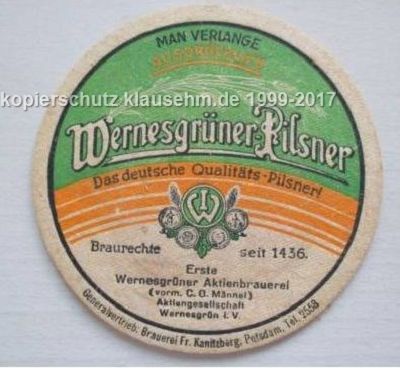 MAN VERLANGE
AUSDRÜCKLICH
kopierschutz klausehm.de 1999-2017
Wernesgrüner Pilsner
Das deutsche Qualitäts-Pilsner!
W
Braurechte seit 1436.
Erste
Wernesgrüner Aktienbrauerei
(vorm. C. G. Männel)
Aktiengesellschaft
Wernesgrün i. V.
Generalvertrieb: Brauerei Fr. Kanitzberg, Potsdam, Tel. 2558